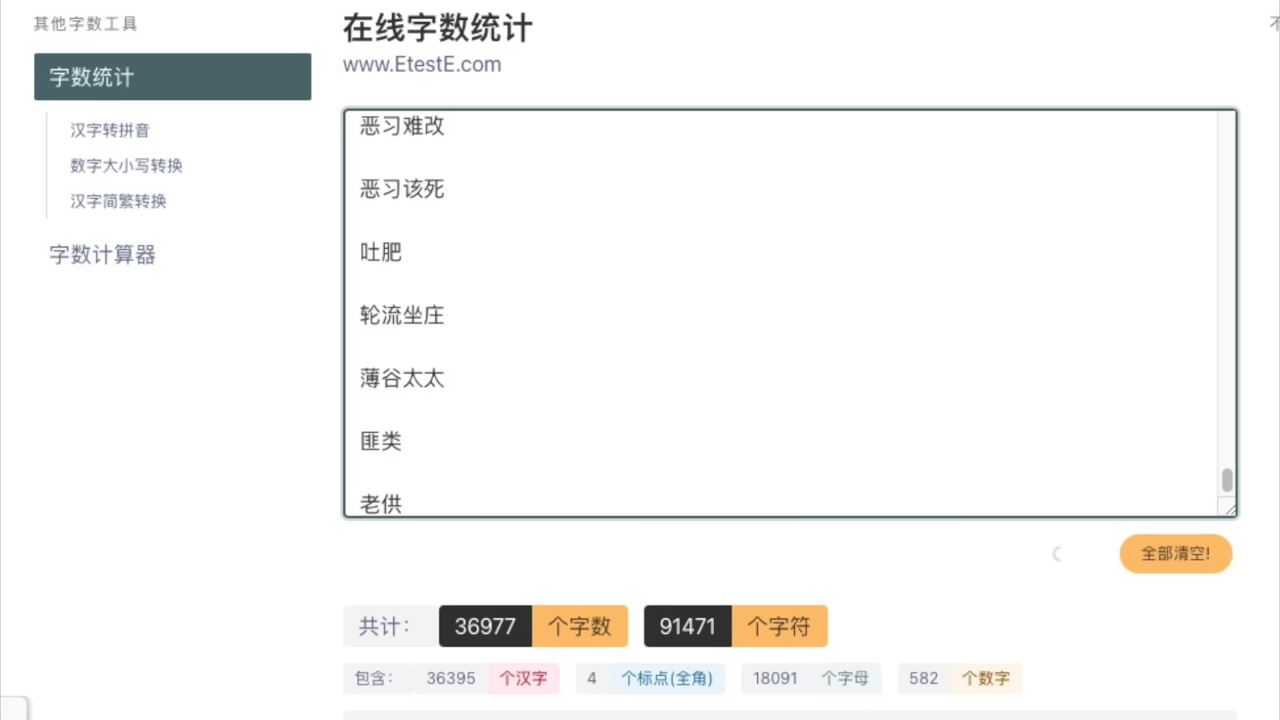 其他字数工具
字数统计
汉字转拼音
数字大小写转换
汉字简繁转换
字数计算器
在线字数统计
www.EtestE.com
恶习难改
恶习该死
吐肥
轮流坐庄
薄谷太太
匪类
老供
全部清空!
共计: 36977 个字数 91471 个字符
包含: 36395 个汉字 4 个标点(全角) 18091 个字母 582 个数字